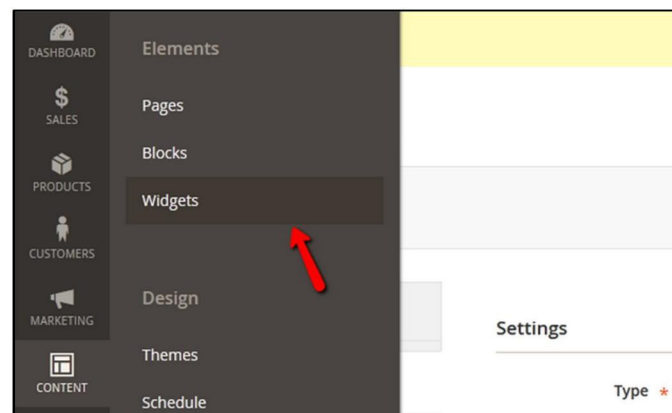 DASHBOARD
SALES
PRODUCTS
CUSTOMERS
MARKETING
CONTENT
Elements
Pages
Blocks
Widgets
Design
Themes
Schedule
Settings
Type *